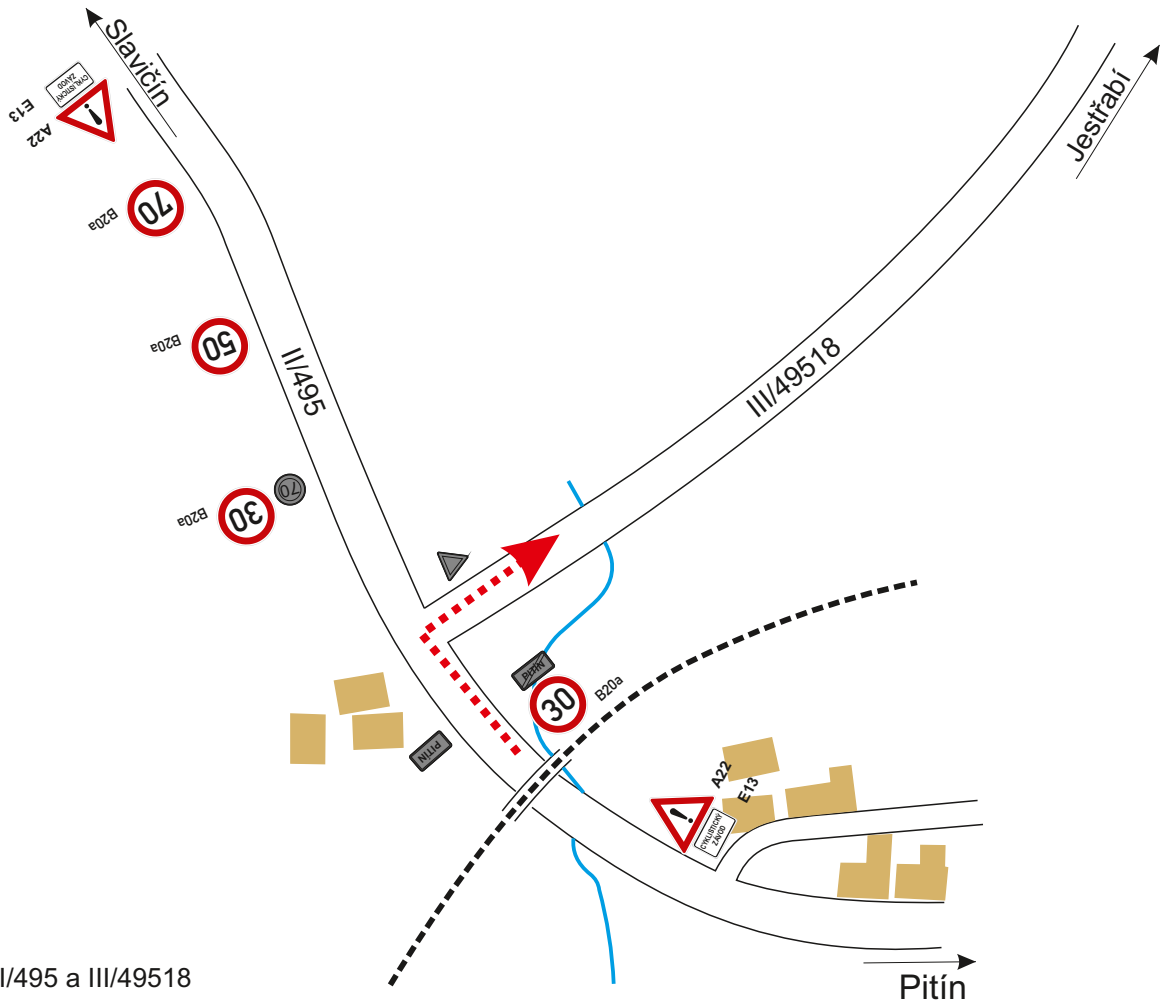 Slavičín
CYKLISTICKÝ
ZÁVOD
E13
A22
Jestřabí
70
B20a
50
B20a
II/495
III/49518
70
30
B20a
PITÍN
30
B20a
PITÍN
A22
E13
CYKLISTICKÝ
ZÁVOD
I/495 a III/49518
Pitín